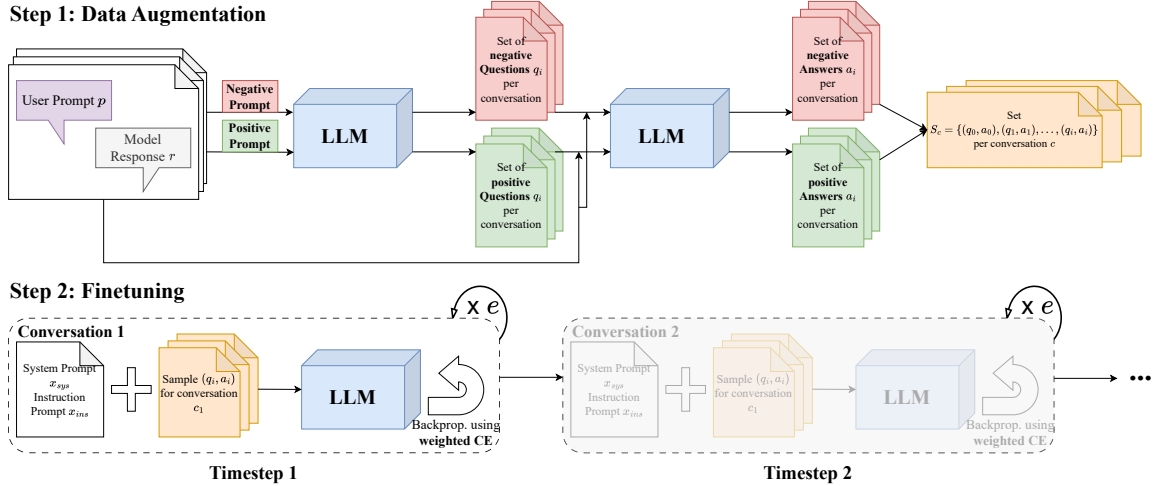 Step 1: Data Augmentation
User Prompt p
Model
Response r
Negative
Prompt
Positive
Prompt
LLM
Set of
negative
Questions q_i
per
conversation
Set of
positive
Questions q_i
per
conversation
LLM
Set of
negative
Answers a_i
per
conversation
Set of
positive
Answers a_i
per
conversation
Set
S_c = {(q_0, a_0), (q_1, a_1), . . . , (q_i, a_i)}
per conversation c
Step 2: Finetuning
x e
Conversation 1
System Prompt
x_sys
Instruction
Prompt x_ins
Sample (q_i, a_i)
for conversation
c_1
LLM
Backprop. using
weighted CE
Timestep 1
x e
Conversation 2
System Prompt
x_sys
Instruction
Prompt x_ins
Sample (q_i, a_i)
for conversation
c_1
LLM
Backprop. using
weighted CE
Timestep 2
...